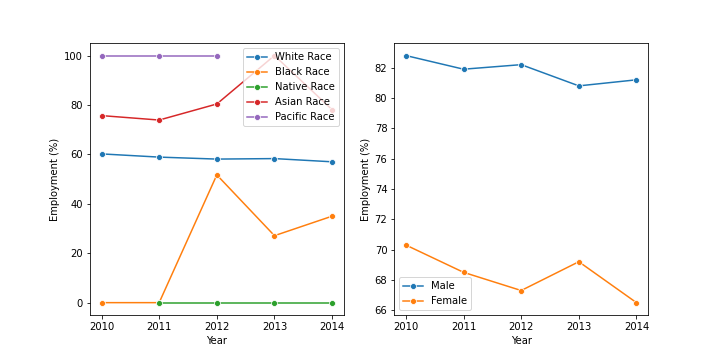 100
80
60
40
20
0
Employment (%)
2010 2011 2012 2013 2014
Year
White Race
Black Race
Native Race
Asian Race
Pacific Race
82
80
78
76
74
72
70
68
66
Employment (%)
2010 2011 2012 2013 2014
Year
Male
Female